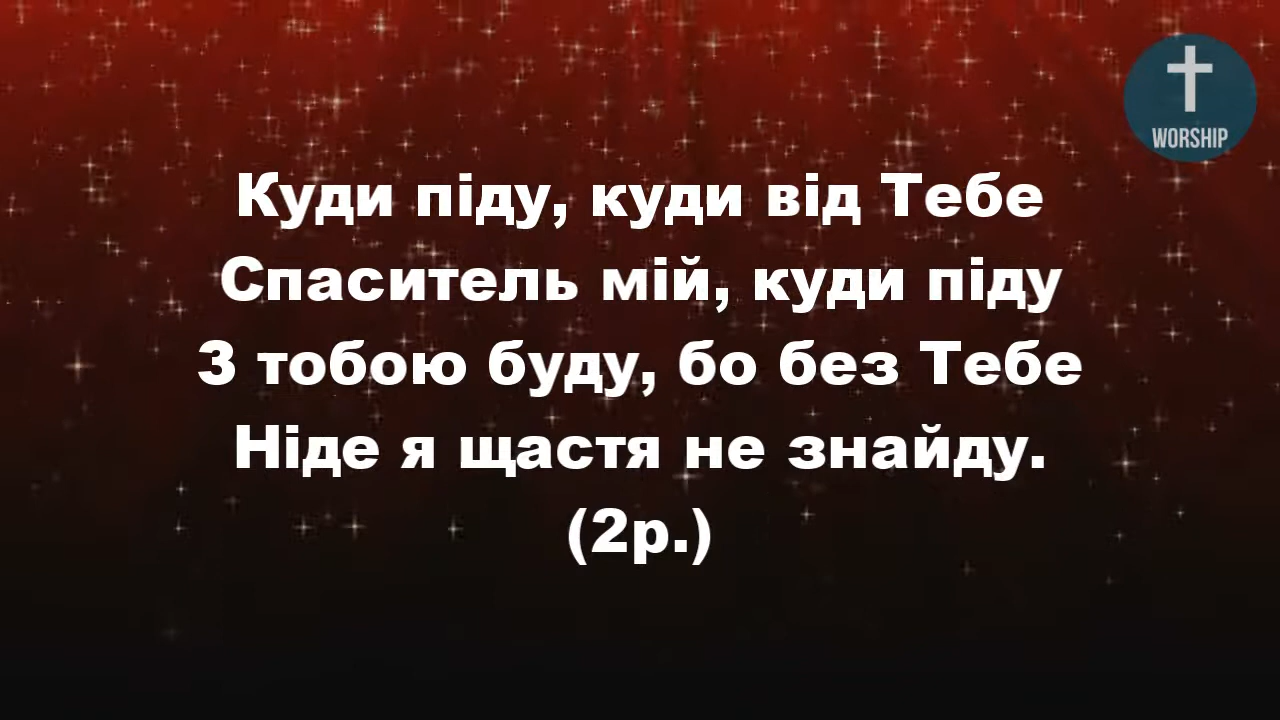 WORSHIP
Куди піду, куди від Тебе
Спаситель мій, куди піду
З тобою буду, бо без Тебе
Ніде я щастя не знайду.
(2р.)